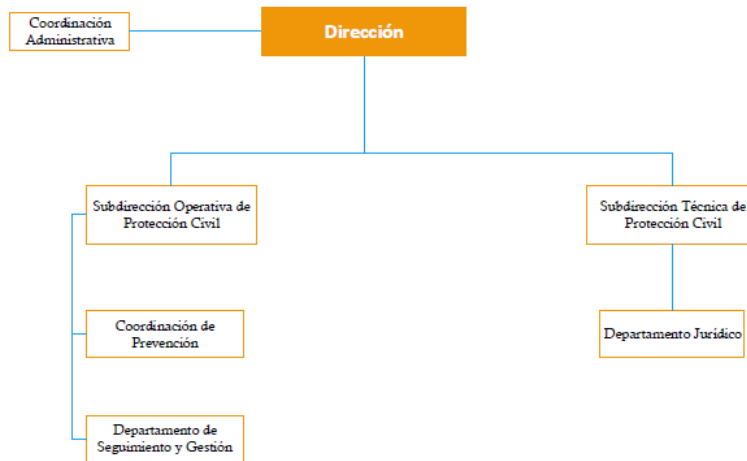 Coordinación
Administrativa
Dirección
Subdirección Operativa de
Protección Civil
Subdirección Técnica de
Protección Civil
Coordinación de
Prevención
Departamento Jurídico
Departamento de
Seguimiento y Gestión